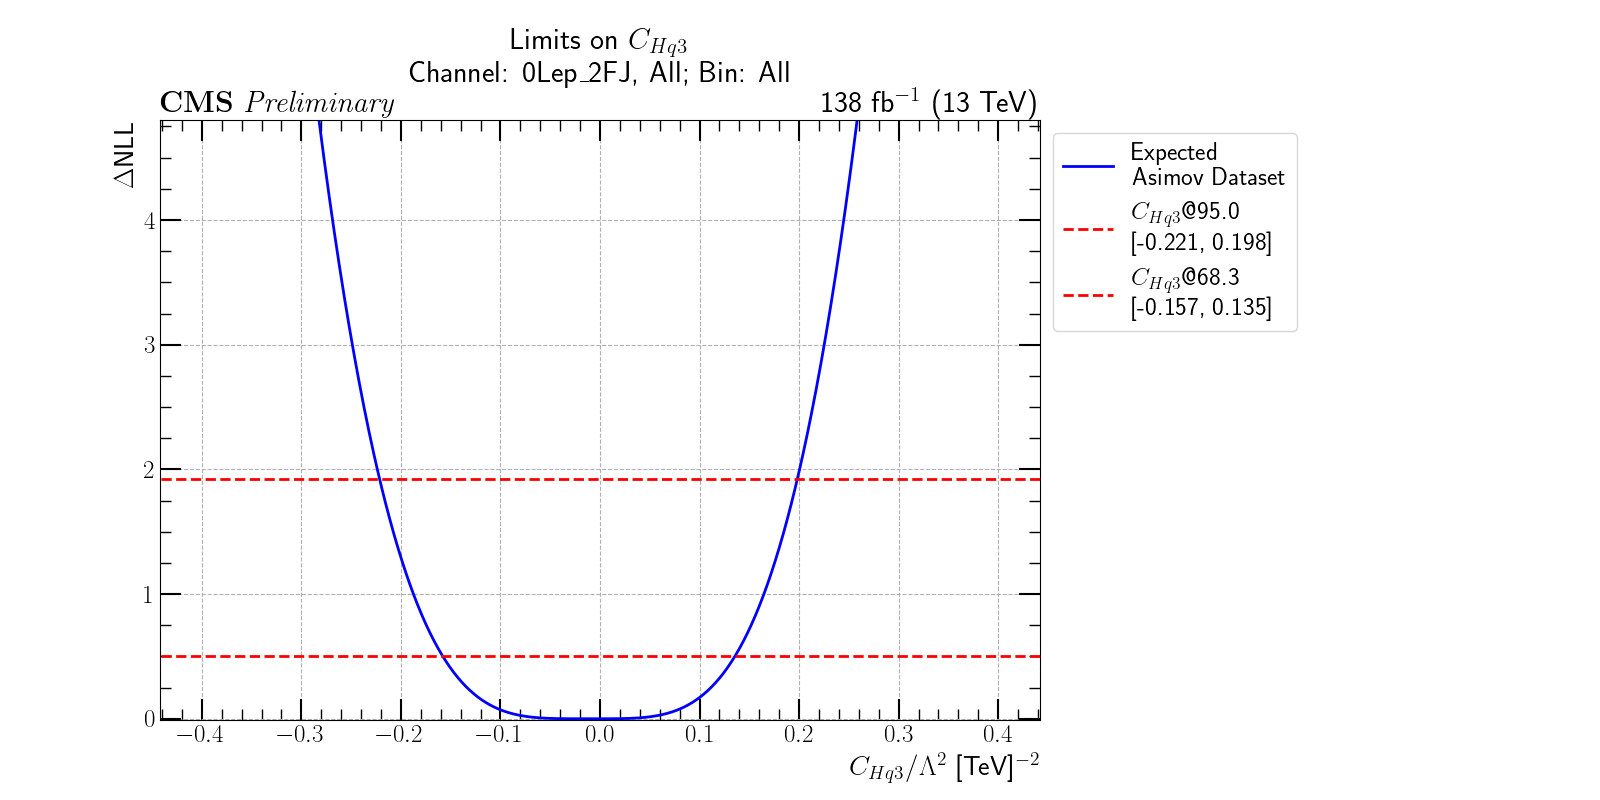 Limits on C_{Hq3}
Channel: 0Lep_2FJ, All; Bin: All
CMS Preliminary
138 fb^{−1} (13 TeV)
ΔNLL
4
3
2
1
0
−0.4 −0.3 −0.2 −0.1 0.0 0.1 0.2 0.3 0.4
C_{Hq3}/Λ^2 [TeV]^{−2}
Expected
Asimov Dataset
C_{Hq3}@95.0
[-0.221, 0.198]
C_{Hq3}@68.3
[-0.157, 0.135]